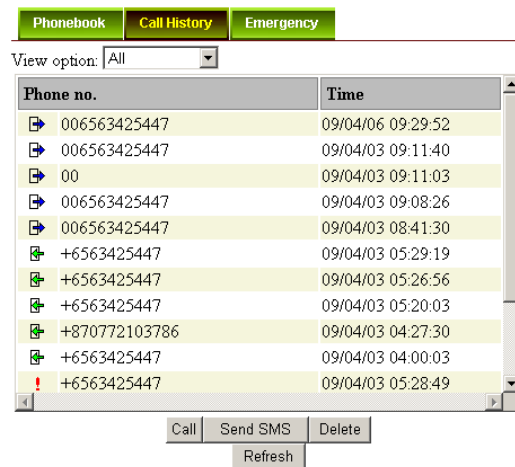 Phonebook Call History Emergency
View option: All
Phone no. Time
006563425447 09/04/06 09:29:52
006563425447 09/04/03 09:11:40
00 09/04/03 09:11:03
006563425447 09/04/03 09:08:26
006563425447 09/04/03 08:41:30
+6563425447 09/04/03 05:29:19
+6563425447 09/04/03 05:26:56
+6563425447 09/04/03 05:20:03
+870772103786 09/04/03 04:27:30
+6563425447 09/04/03 04:00:03
! +6563425447 09/04/03 05:28:49
Call Send SMS Delete
Refresh